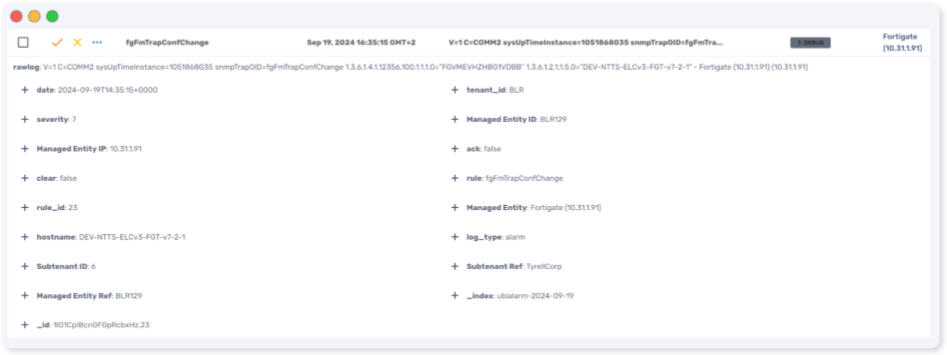 fgFmTrapConfChange Sep 19, 2024 16:35:15 GMT+2 V=1 C=COMM2 sysUpTimeInstance=1051868035 snmpTrapOID=fgFmTra... 7: DEBUG Fortigate (10.31.1.91)
rawlog: V=1 C=COMM2 sysUpTimeInstance=1051868035 snmpTrapOID=fgFmTrapConfChange 1.3.6.1.4.1.12356.100.1.1.1.0="FGVMEVHZHBG1VDBB" 1.3.6.1.2.1.1.5.0="DEV-NTTS-ELCv3-FGT-v7-2-1" - Fortigate (10.31.1.91) (10.31.1.91)
+ date: 2024-09-19T14:35:15+0000 + tenant_id: BLR
+ severity: 7 + Managed Entity ID: BLR129
+ Managed Entity IP: 10.31.1.91 + ack: false
+ clear: false + rule: fgFmTrapConfChange
+ rule_id: 23 + Managed Entity: Fortigate (10.31.1.91)
+ hostname: DEV-NTTS-ELCv3-FGT-v7-2-1 + log_type: alarm
+ Subtenant ID: 6 + Subtenant Ref: TyrellCorp
+ Managed Entity Ref: BLR129 + _index: ubialarm-2024-09-19
+ _id: